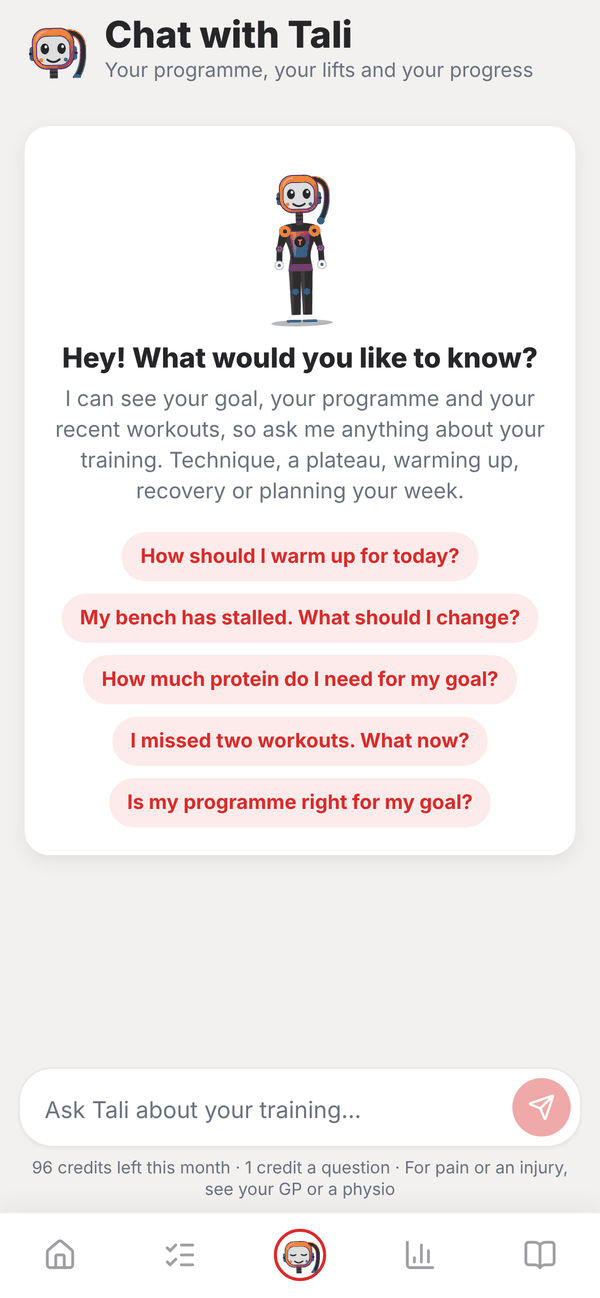 Chat with Tali
Your programme, your lifts and your progress
T
Hey! What would you like to know?
I can see your goal, your programme and your
recent workouts, so ask me anything about your
training. Technique, a plateau, warming up,
recovery or planning your week.
How should I warm up for today?
My bench has stalled. What should I change?
How much protein do I need for my goal?
I missed two workouts. What now?
Is my programme right for my goal?
Ask Tali about your training...
96 credits left this month · 1 credit a question · For pain or an injury,
see your GP or a physio